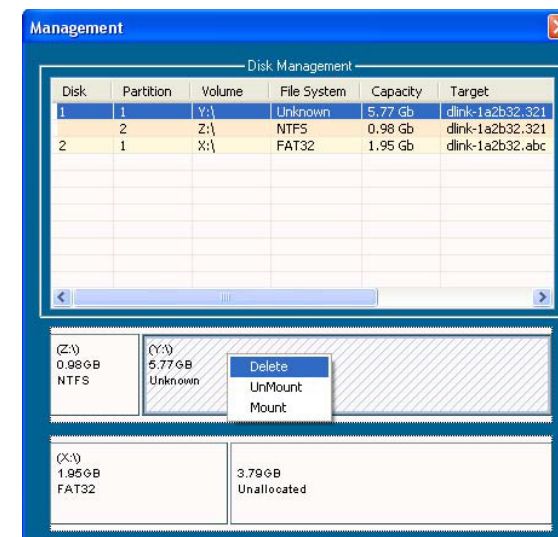 Management
Disk Management
Disk Partition Volume File System Capacity Target
1 1 Y:\ Unknown 5.77 Gb dlink-1a2b32.321
2 Z:\ NTFS 0.98 Gb dlink-1a2b32.321
2 1 X:\ FAT32 1.95 Gb dlink-1a2b32.abc
(Z:\)
0.98GB
NTFS
(Y:\)
5.77GB
Unknown
Delete
UnMount
Mount
(X:\)
1.95GB
FAT32
3.79GB
Unallocated